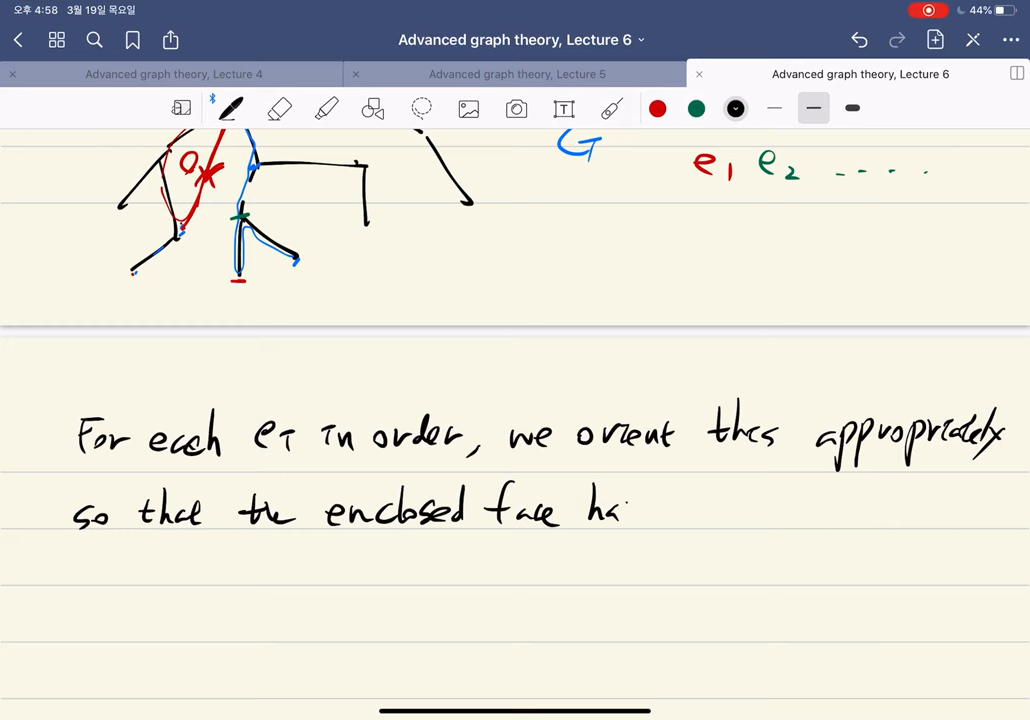 오후 4:58 3월 19일 목요일
44%
Advanced graph theory, Lecture 6
Advanced graph theory, Lecture 4
Advanced graph theory, Lecture 5
Advanced graph theory, Lecture 6
G
e1 e2 ....
For each ei in order, we orient this appropriately
so that the enclosed face ha